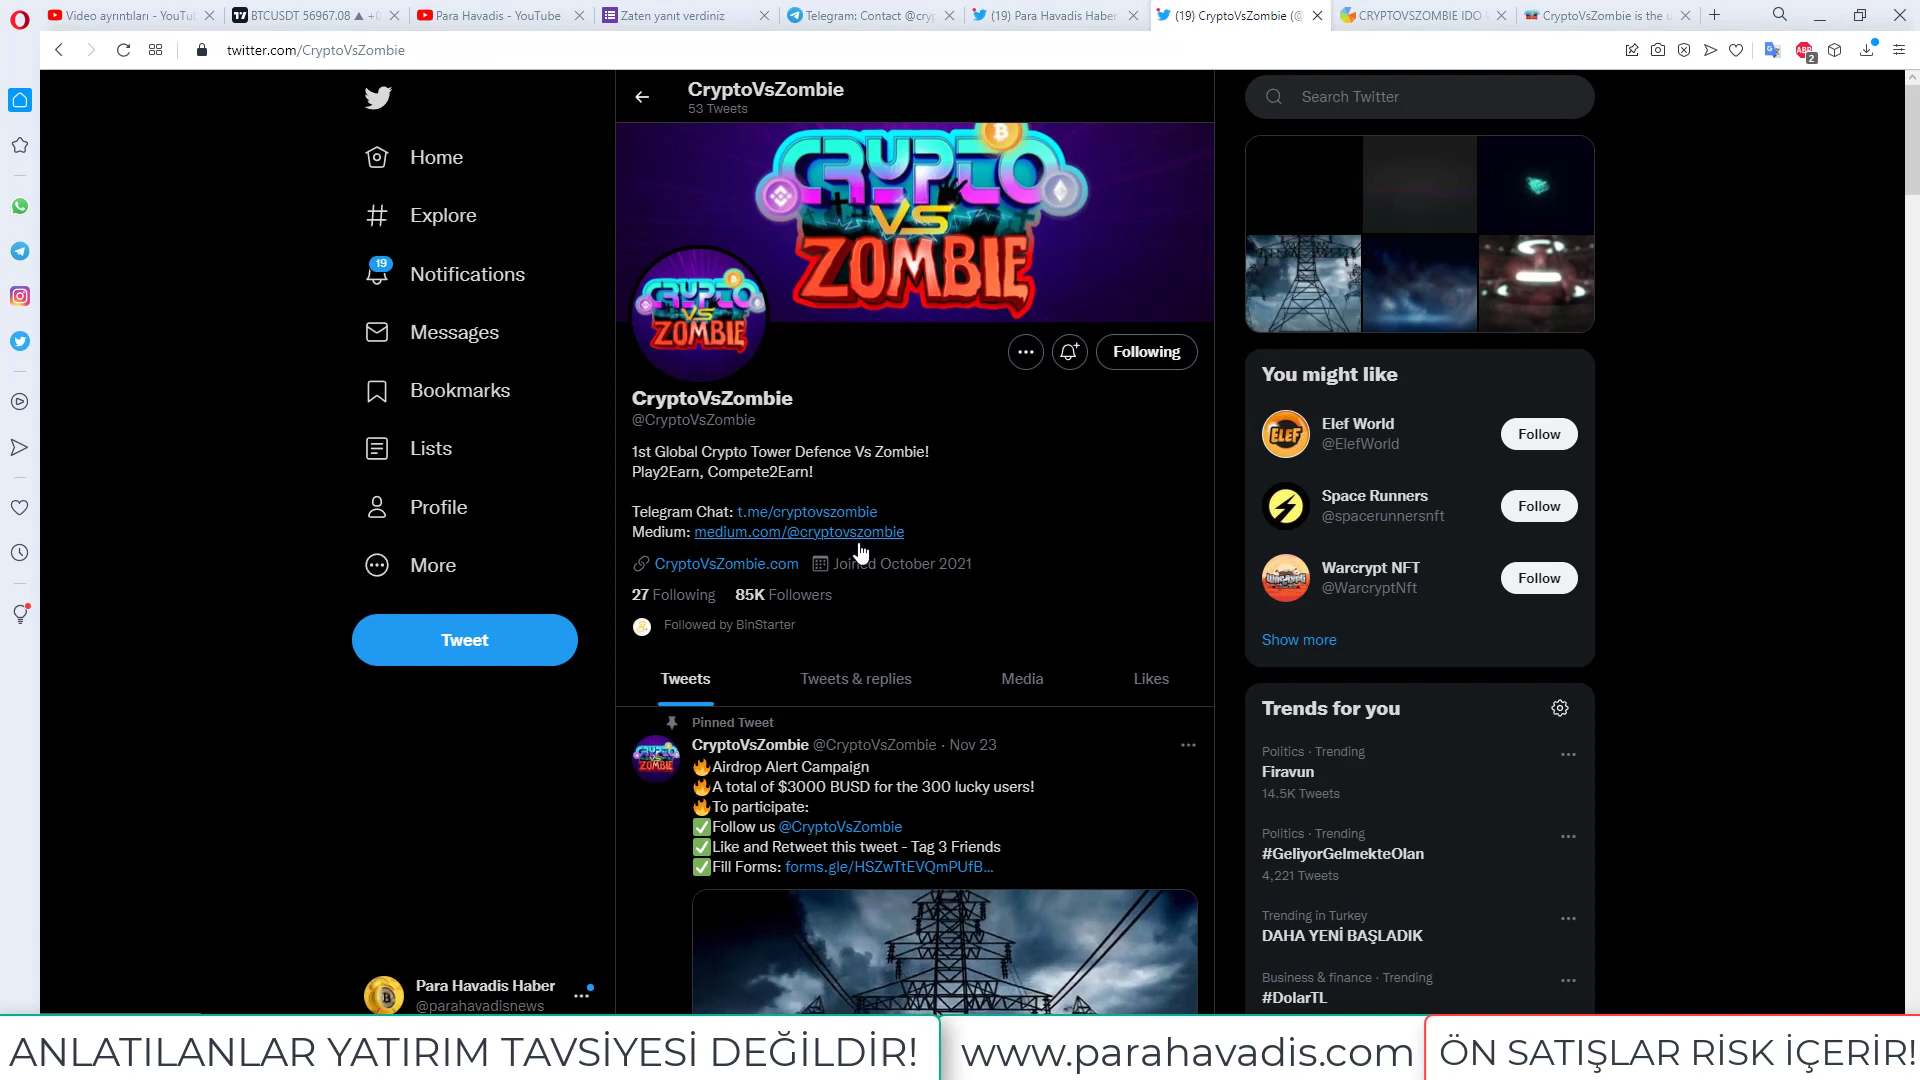 Video ayrıntıları - YouTu
BTCUSDT 56967.08 ▲ +0
Para Havadis - YouTube
Zaten yanıt verdiniz
Telegram: Contact @cryp
(19) Para Havadis Haber
(19) CryptoVsZombie (@
CRYPTOVSZOMBIE IDO
CryptoVsZombie is the u
twitter.com/CryptoVsZombie
ABP
2
Home
Explore
19
Notifications
Messages
Bookmarks
Lists
Profile
More
Tweet
Para Havadis Haber
@parahavadisnews
CryptoVsZombie
53 Tweets
CRYPTO
VS
ZOMBIE
CRYPTO
VS
ZOMBIE
Following
CryptoVsZombie
@CryptoVsZombie
1st Global Crypto Tower Defence Vs Zombie!
Play2Earn, Compete2Earn!
Telegram Chat: t.me/cryptovszombie
Medium: medium.com/@cryptovszombie
CryptoVsZombie.com Joined October 2021
27 Following 85K Followers
Followed by BinStarter
Tweets
Tweets & replies
Media
Likes
Pinned Tweet
CryptoVsZombie @CryptoVsZombie · Nov 23
🔥Airdrop Alert Campaign
🔥A total of $3000 BUSD for the 300 lucky users!
🔥To participate:
✅Follow us @CryptoVsZombie
✅Like and Retweet this tweet - Tag 3 Friends
✅Fill Forms: forms.gle/HSZwTtEVQmPUfB...
Search Twitter
You might like
ELEF
Elef World
@ElefWorld
Follow
Space Runners
@spacerunnersnft
Follow
Warcrypt NFT
@WarcryptNft
Follow
Show more
Trends for you
Politics · Trending
Firavun
14.5K Tweets
Politics · Trending
#GeliyorGelmekteOlan
4,221 Tweets
Trending in Turkey
DAHA YENİ BAŞLADIK
Business & finance · Trending
#DolarTL
ANLATILANLAR YATIRIM TAVSİYESİ DEĞİLDİR!
www.parahavadis.com
ÖN SATIŞLAR RİSK İÇERİR!